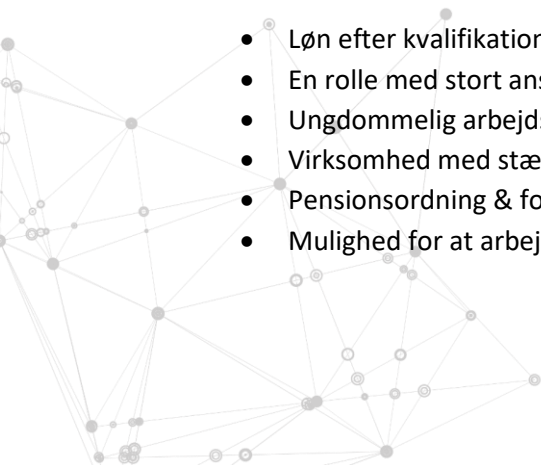 • Løn efter kvalifikation
• En rolle med stort ans
• Ungdommelig arbejds
• Virksomhed med stæ
• Pensionsordning & fo
• Mulighed for at arbej